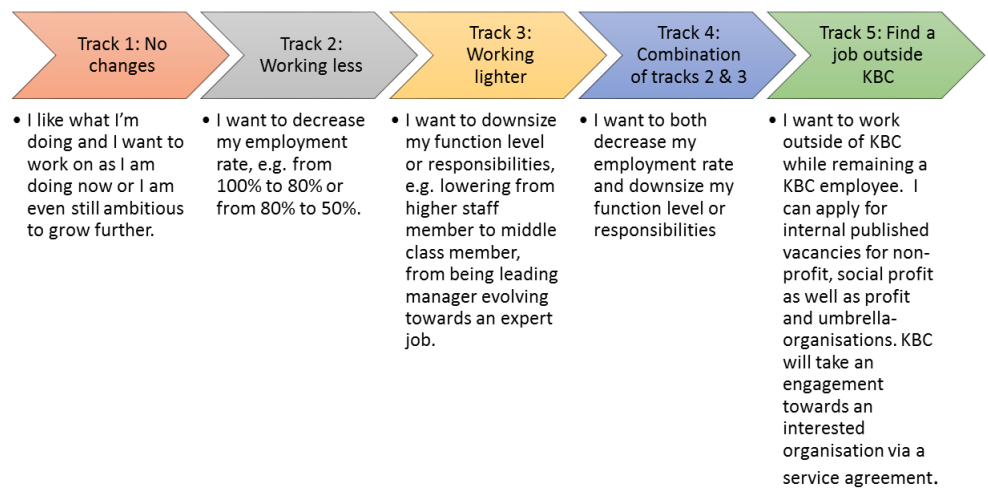 Track 1: No
changes
Track 2:
Working less
Track 3:
Working
lighter
Track 4:
Combination
of tracks 2 & 3
Track 5: Find a
job outside
KBC
• I like what I'm
doing and I want to
work on as I am
doing now or I am
even still ambitious
to grow further.
• I want to decrease
my employment
rate, e.g. from
100% to 80% or
from 80% to 50%.
• I want to downsize
my function level
or responsibilities,
e.g. lowering from
higher staff
member to middle
class member,
from being leading
manager evolving
towards an expert
job.
• I want to both
decrease my
employment rate
and downsize my
function level or
responsibilities
• I want to work
outside of KBC
while remaining a
KBC employee.  I
can apply for
internal published
vacancies for non-
profit, social profit
as well as profit
and umbrella-
organisations. KBC
will take an
engagement
towards an
interested
organisation via a
service agreement.